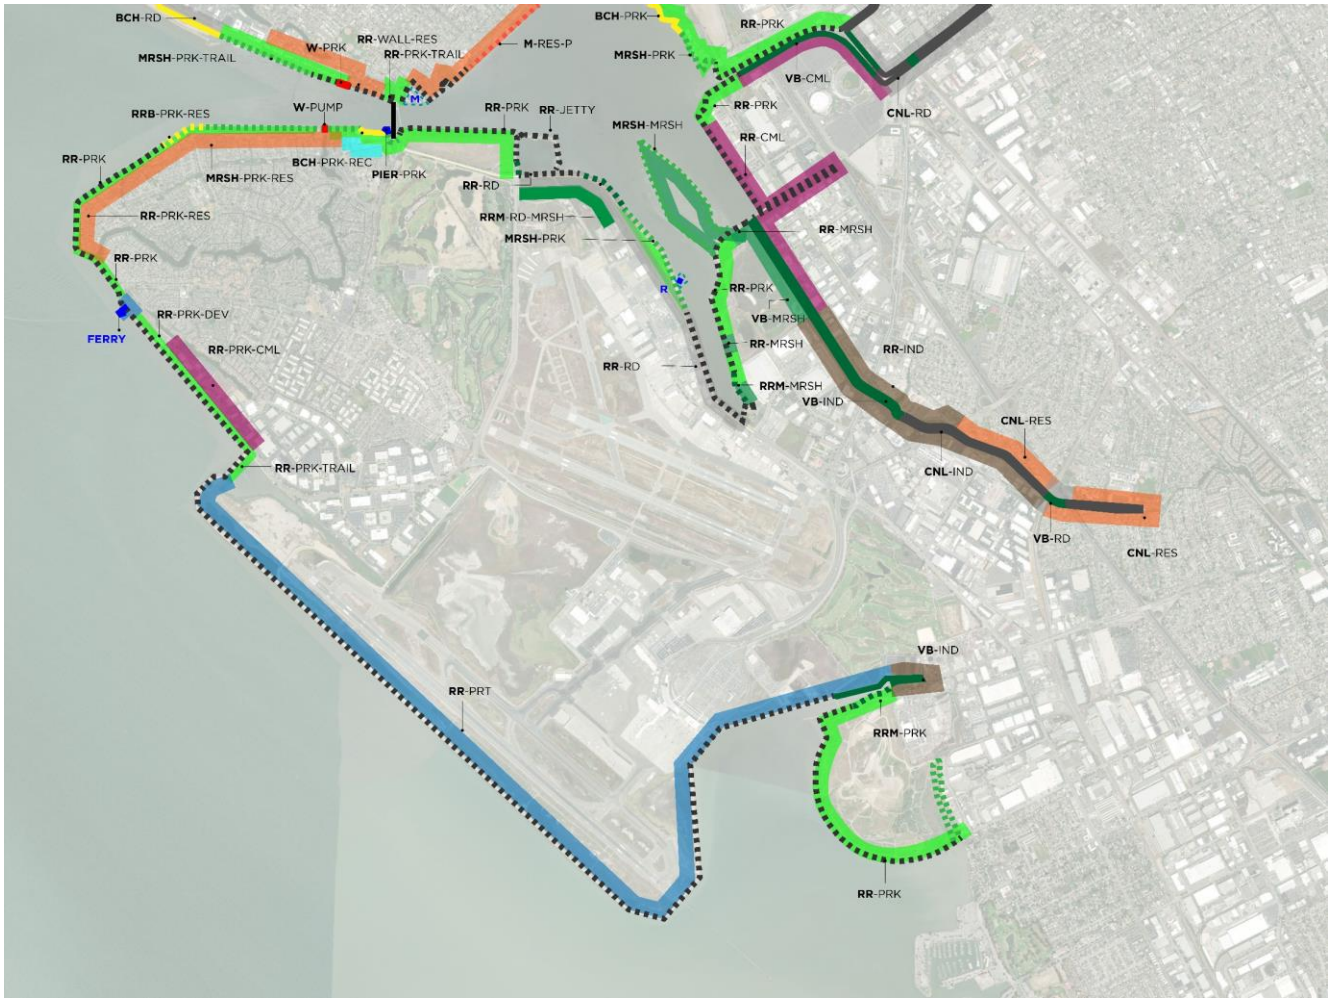 BCH-RD
BCH-PRK
RR-PRK
RR-WALL-RES
W-PRK
RR-PRK-TRAIL
M-RES-P
MRSH-PRK-TRAIL
MRSH-PRK
VB-CML
M
W-PUMP
RR-PRK
RR-JETTY
RR-PRK
CNL-RD
RRB-PRK-RES
MRSH-MRSH
RR-CML
RR-PRK
BCH-PRK-REC
PIER-PRK
MRSH-PRK-RES
RR-RD
RR-PRK-RES
RRM-RD-MRSH
RR-MRSH
MRSH-PRK
RR-PRK
R
RR-PRK
RR-PRK-DEV
VB-MRSH
FERRY
RR-PRK-CML
RR-MRSH
RR-IND
RR-RD
RRM-MRSH
VB-IND
CNL-RES
RR-PRK-TRAIL
CNL-IND
VB-RD
CNL-RES
VB-IND
RR-PRT
RRM-PRK
RR-PRK